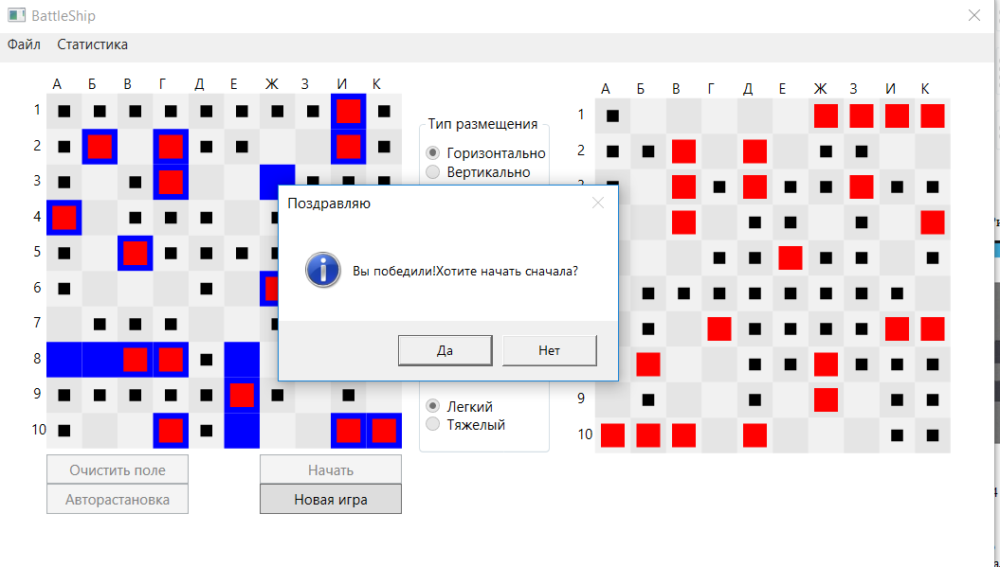 BattleShip
Файл Статистика
А Б В Г Д Е Ж З И К
1
2
3
4
5
6
7
8
9
10
Тип размещения
Горизонтально
Вертикально
Поздравляю
Вы победили!Хотите начать сначала?
Да Нет
Легкий
Тяжелый
А Б В Г Д Е Ж З И К
1
2
9
10
Очистить поле Начать
Авторастановка Новая игра